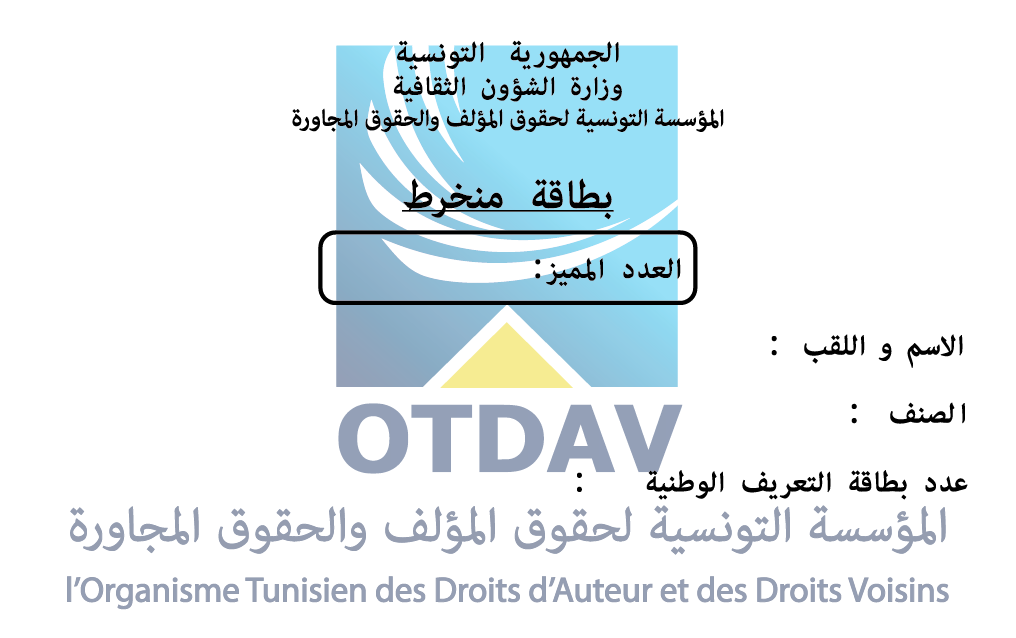 الجمهورية التونسية
وزارة الشؤون الثقافية
المؤسسة التونسية لحقوق المؤلف والحقوق المجاورة
بطاقة منخرط
العدد المميز:
الاسم و اللقب :
الصنف :
OTDAV
عدد بطاقة التعريف الوطنية :
المؤسسة التونسية لحقوق المؤلف والحقوق المجاورة
l’Organisme Tunisien des Droits d’Auteur et des Droits Voisins